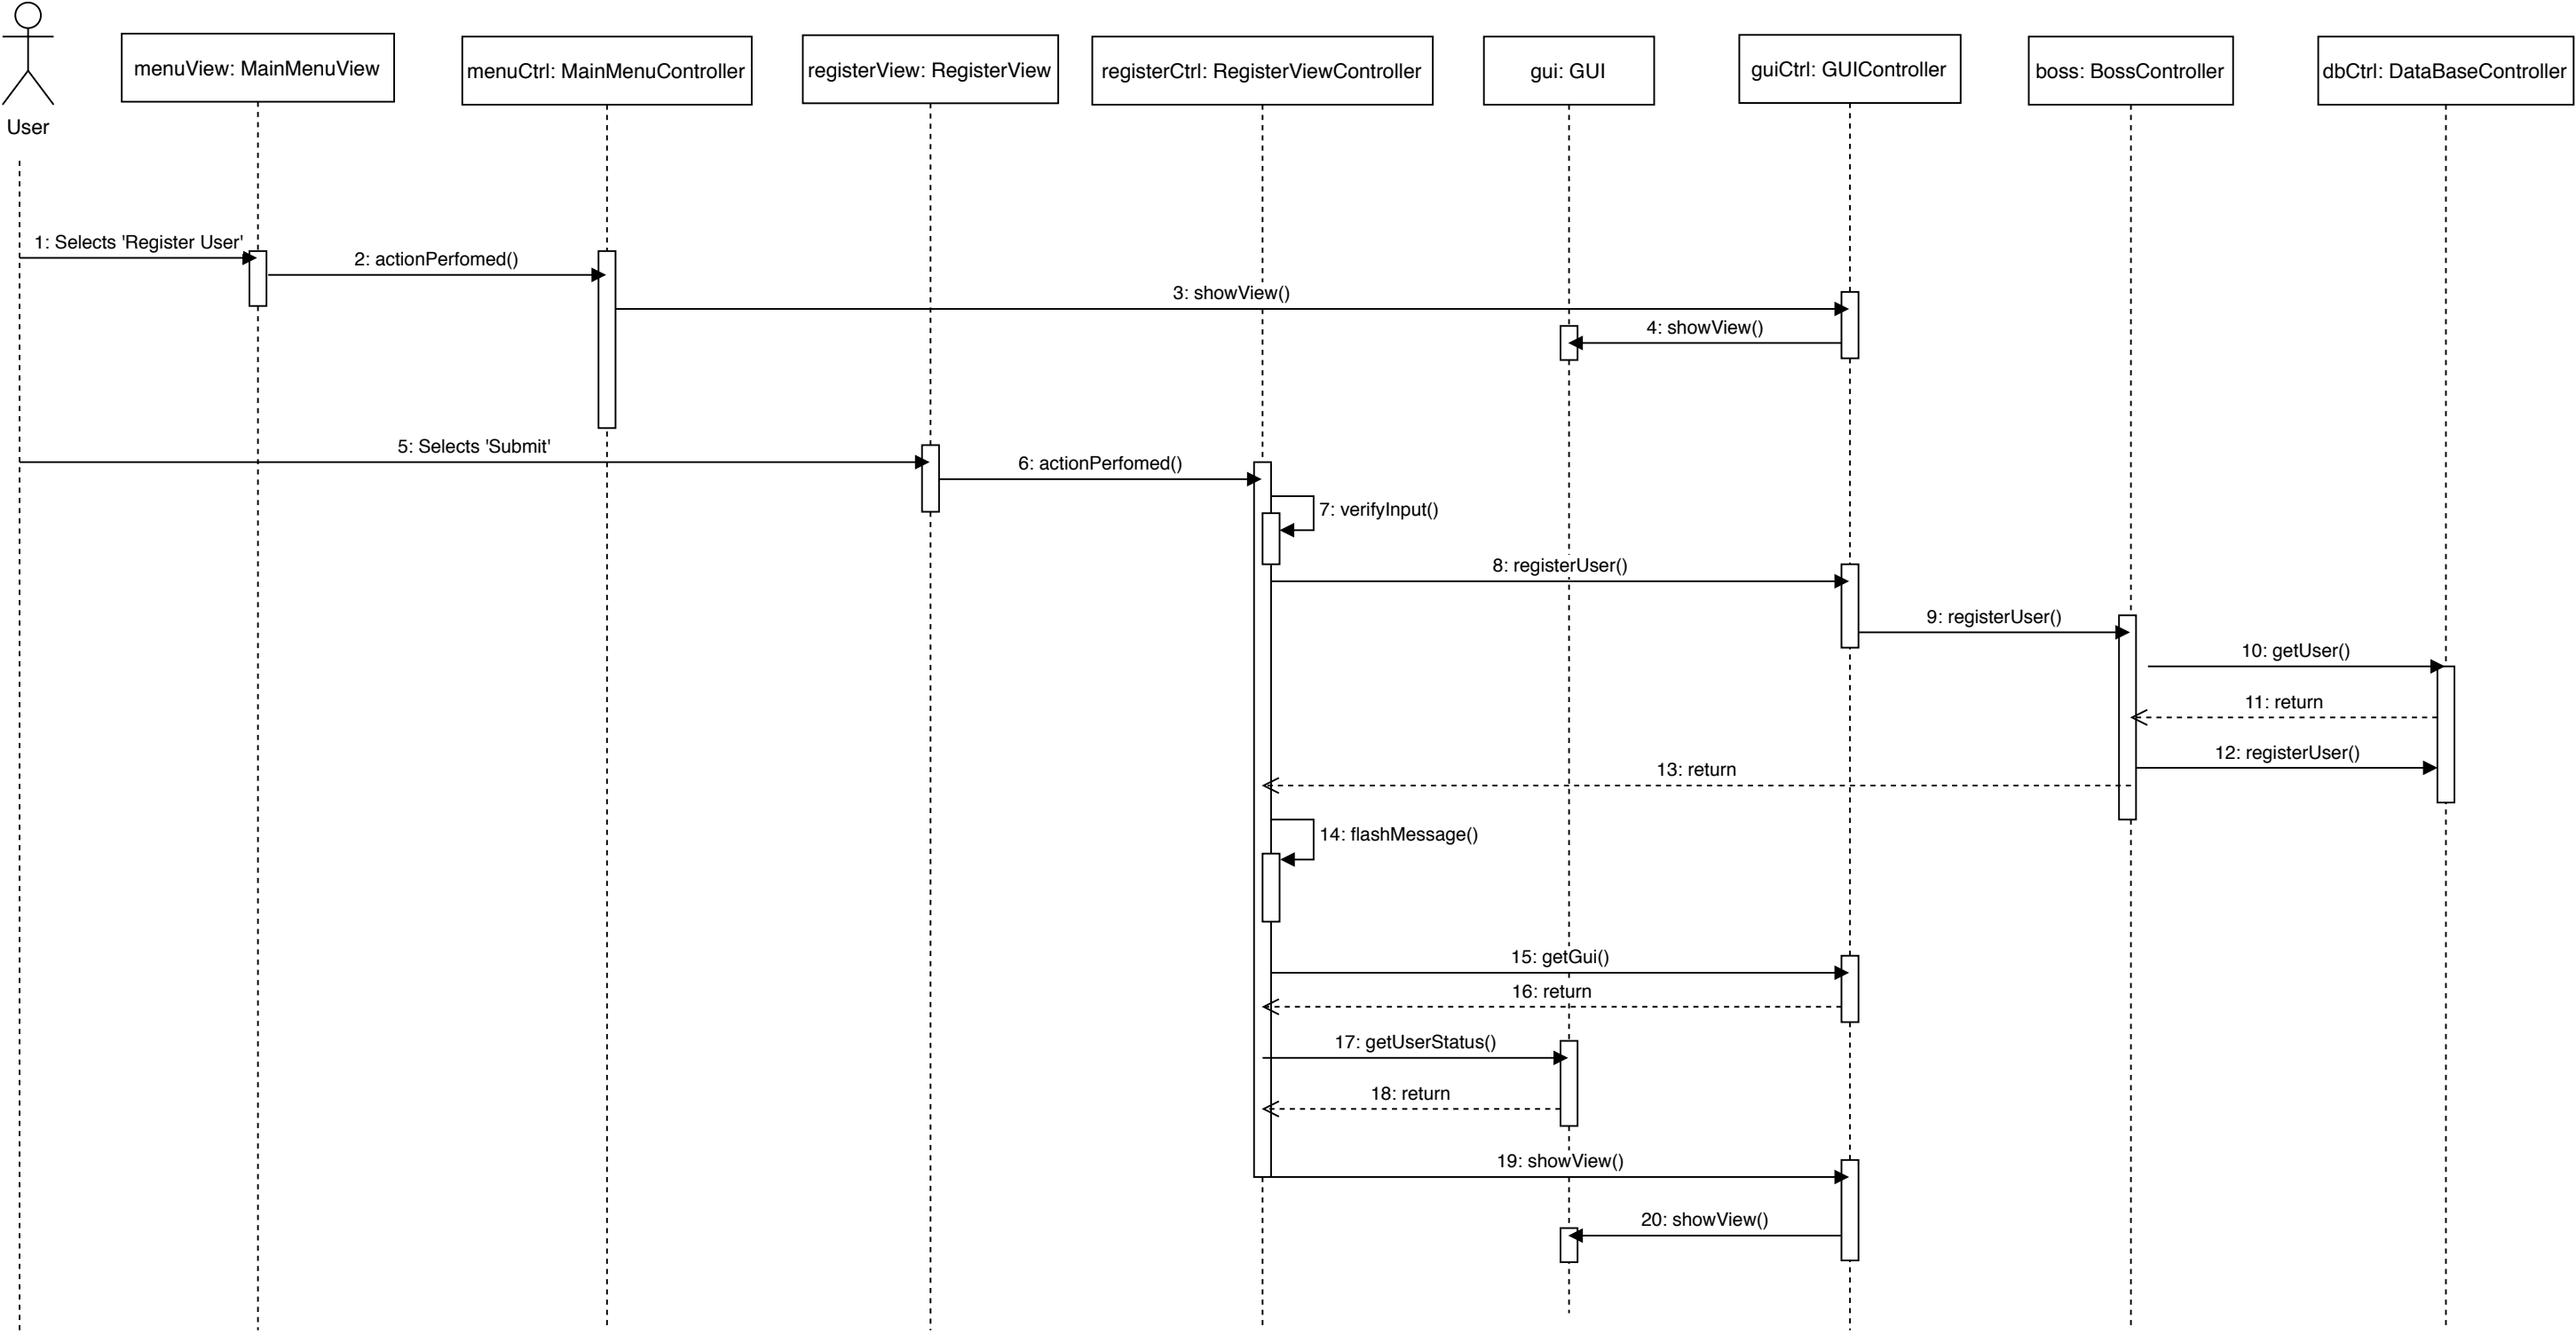 menuView: MainMenuView
menuCtrl: MainMenuController
registerView: RegisterView
registerCtrl: RegisterViewController
gui: GUI
guiCtrl: GUIController
boss: BossController
dbCtrl: DataBaseController
User
1: Selects 'Register User'
2: actionPerfomed()
3: showView()
4: showView()
5: Selects 'Submit'
6: actionPerfomed()
7: verifyInput()
8: registerUser()
9: registerUser()
10: getUser()
11: return
12: registerUser()
13: return
14: flashMessage()
15: getGui()
16: return
17: getUserStatus()
18: return
19: showView()
20: showView()